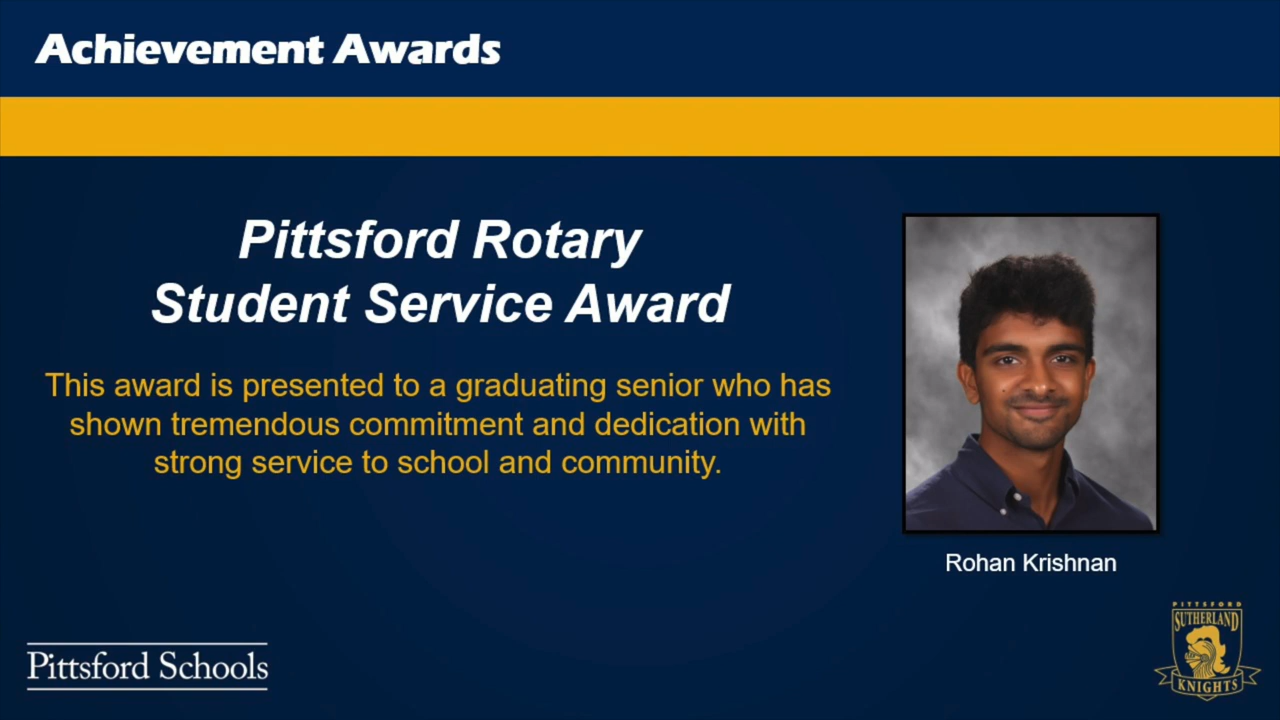 Achievement Awards
Pittsford Rotary
Student Service Award
This award is presented to a graduating senior who has
shown tremendous commitment and dedication with
strong service to school and community.
Rohan Krishnan
Pittsford Schools
PITTSFORD
SUTHERLAND
KNIGHTS